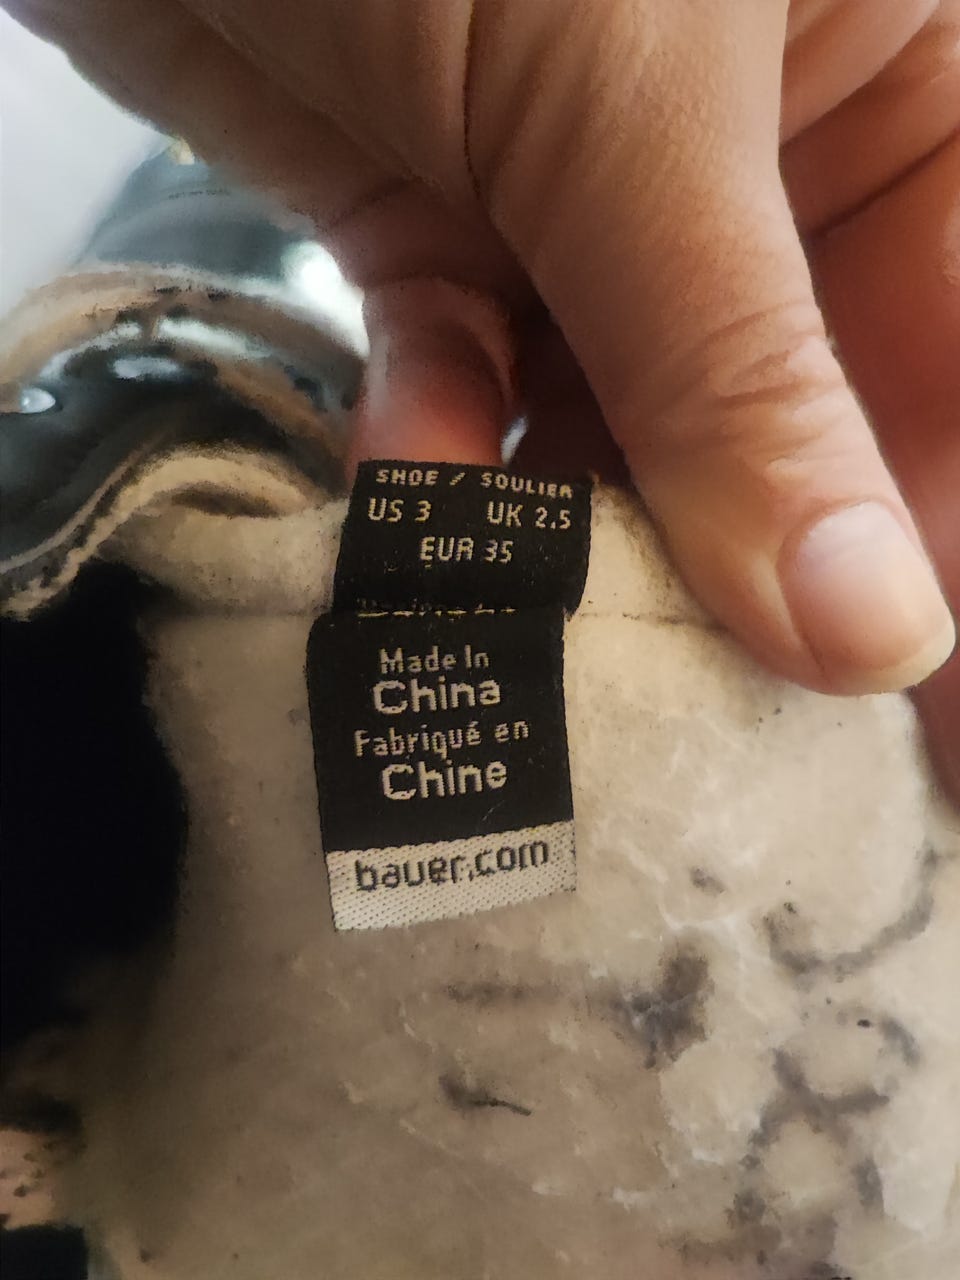 SHOE / SOULIER
US 3 UK 2.5
EUR 35
Made In
China
Fabriqué en
Chine
bauer.com